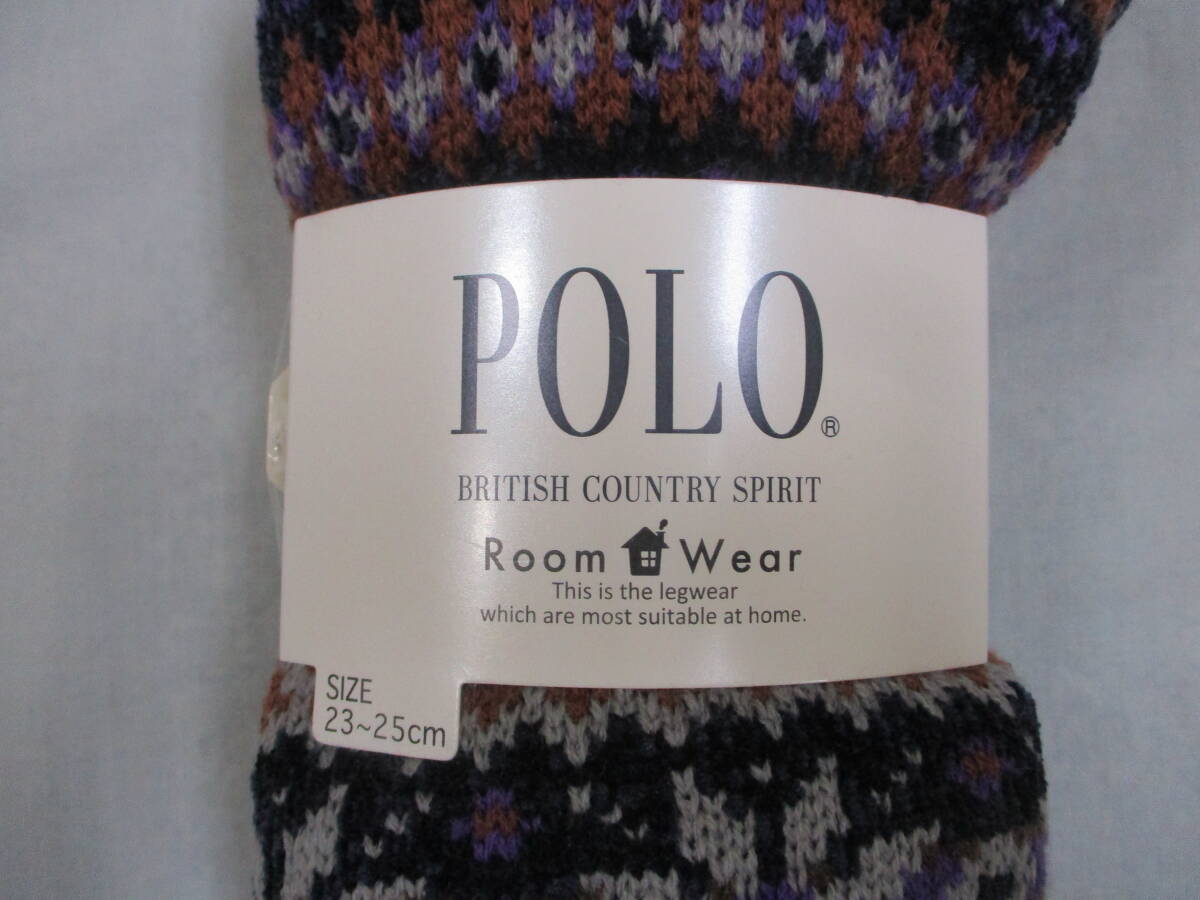 POLO®
BRITISH COUNTRY SPIRIT
Room Wear
This is the legwear
which are most suitable at home.
SIZE
23~25cm